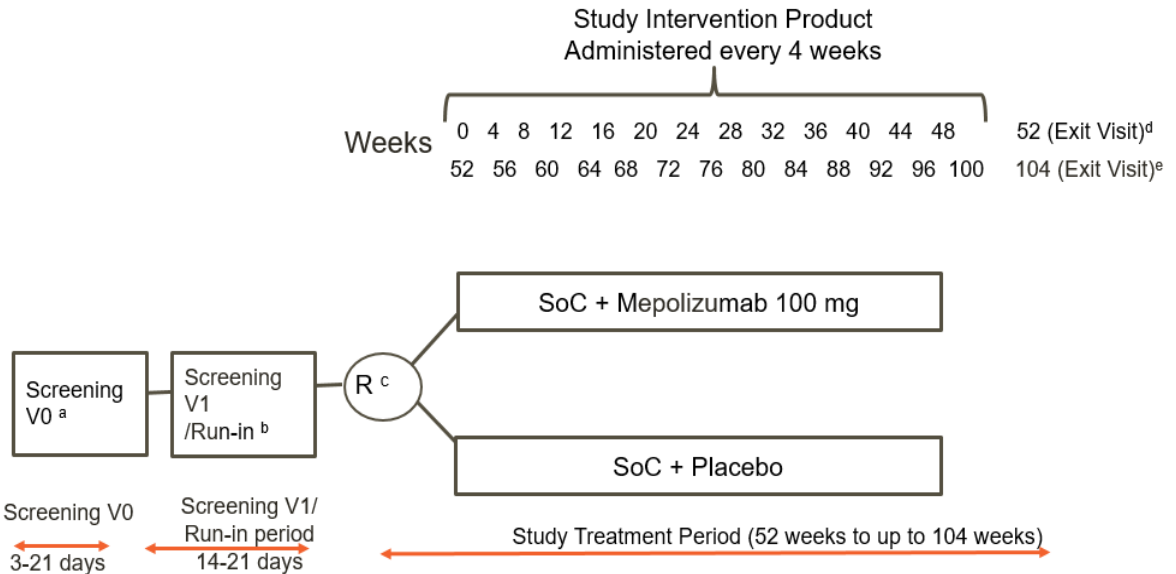 Study Intervention Product
Administered every 4 weeks
Weeks
0 4 8 12 16 20 24 28 32 36 40 44 48 52 (Exit Visit)ᵈ
52 56 60 64 68 72 76 80 84 88 92 96 100 104 (Exit Visit)ᵉ
SoC + Mepolizumab 100 mg
Screening
V0 ᵃ
Screening
V1
/Run-in ᵇ
R ᶜ
SoC + Placebo
Screening V0
3-21 days
Screening V1/
Run-in period
14-21 days
Study Treatment Period (52 weeks to up to 104 weeks)